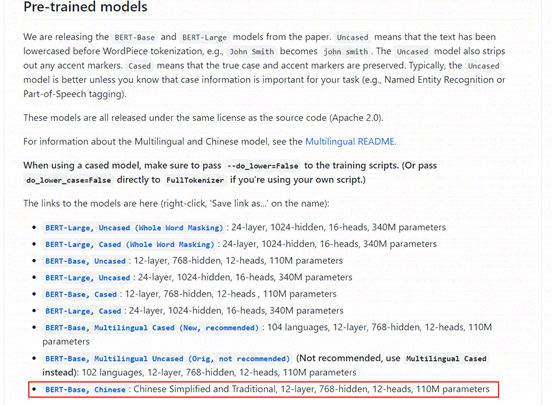 Pre-trained models
We are releasing the BERT-Base and BERT-Large models from the paper. Uncased means that the text has been
lowercased before WordPiece tokenization, e.g., John Smith becomes john smith. The Uncased model also strips
out any accent markers. Cased means that the true case and accent markers are preserved. Typically, the Uncased
model is better unless you know that case information is important for your task (e.g., Named Entity Recognition or
Part-of-Speech tagging).
These models are all released under the same license as the source code (Apache 2.0).
For information about the Multilingual and Chinese model, see the Multilingual README.
When using a cased model, make sure to pass --do_lower=False to the training scripts. (Or pass
do_lower_case=False directly to FullTokenizer if you're using your own script.)
The links to the models are here (right-click, 'Save link as...' on the name):
• BERT-Large, Uncased (Whole Word Masking) : 24-layer, 1024-hidden, 16-heads, 340M parameters
• BERT-Large, Cased (Whole Word Masking) : 24-layer, 1024-hidden, 16-heads, 340M parameters
• BERT-Base, Uncased : 12-layer, 768-hidden, 12-heads, 110M parameters
• BERT-Large, Uncased : 24-layer, 1024-hidden, 16-heads, 340M parameters
• BERT-Base, Cased : 12-layer, 768-hidden, 12-heads , 110M parameters
• BERT-Large, Cased : 24-layer, 1024-hidden, 16-heads, 340M parameters
• BERT-Base, Multilingual Cased (New, recommended) : 104 languages, 12-layer, 768-hidden, 12-heads, 110M
parameters
• BERT-Base, Multilingual Uncased (Orig, not recommended) (Not recommended, use Multilingual Cased
instead): 102 languages, 12-layer, 768-hidden, 12-heads, 110M parameters
• BERT-Base, Chinese : Chinese Simplified and Traditional, 12-layer, 768-hidden, 12-heads, 110M parameters